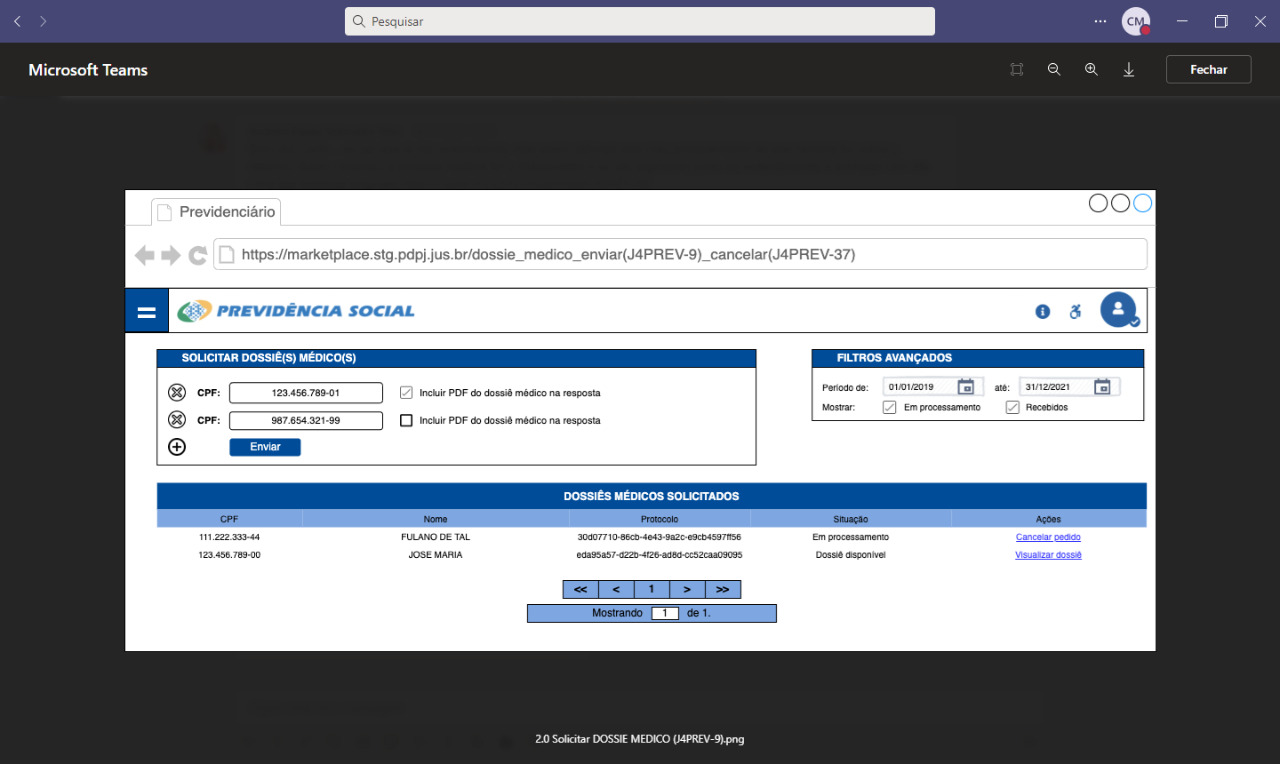 Pesquisar
CM
Microsoft Teams
Fechar
Previdenciário
https://marketplace.stg.pdpj.jus.br/dossie_medico_enviar(J4PREV-9)_cancelar(J4PREV-37)
PREVIDÊNCIA SOCIAL
SOLICITAR DOSSIÊ(S) MÉDICO(S)
CPF: 123.456.789-01 Incluir PDF do dossiê médico na resposta
CPF: 987.654.321-99 Incluir PDF do dossiê médico na resposta
Enviar
FILTROS AVANÇADOS
Período de: 01/01/2019 até: 31/12/2021
Mostrar: Em processamento Recebidos
DOSSIÊS MÉDICOS SOLICITADOS
CPF Nome Protocolo Situação Ações
111.222.333-44 FULANO DE TAL 30d07710-86cb-4e43-9a2c-e9cb4597ff56 Em processamento Cancelar pedido
123.456.789-00 JOSE MARIA eda95a57-d22b-4f26-ad8d-cc52caa09095 Dossiê disponível Visualizar dossiê
<< < 1 > >>
Mostrando 1 de 1.
2.0 Solicitar DOSSIE MEDICO (J4PREV-9).png